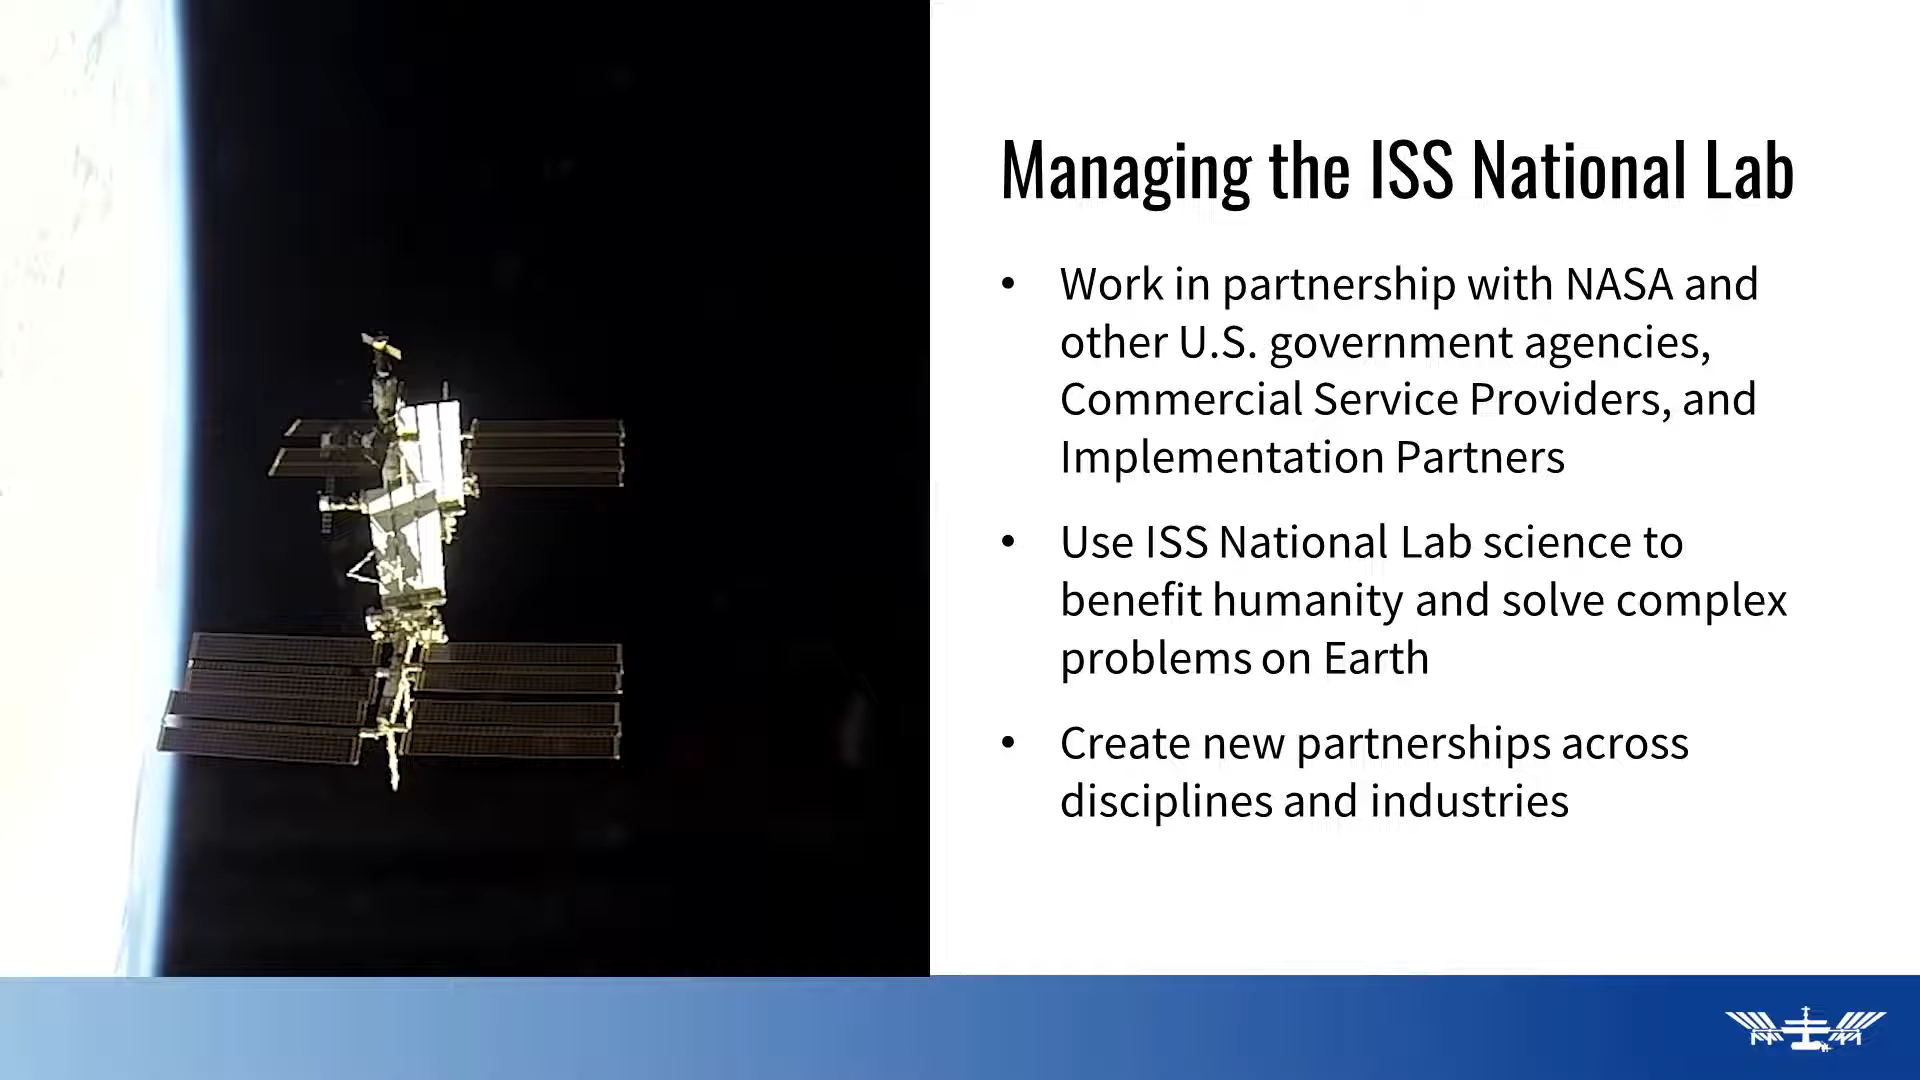 Managing the ISS National Lab
• Work in partnership with NASA and
other U.S. government agencies,
Commercial Service Providers, and
Implementation Partners
• Use ISS National Lab science to
benefit humanity and solve complex
problems on Earth
• Create new partnerships across
disciplines and industries